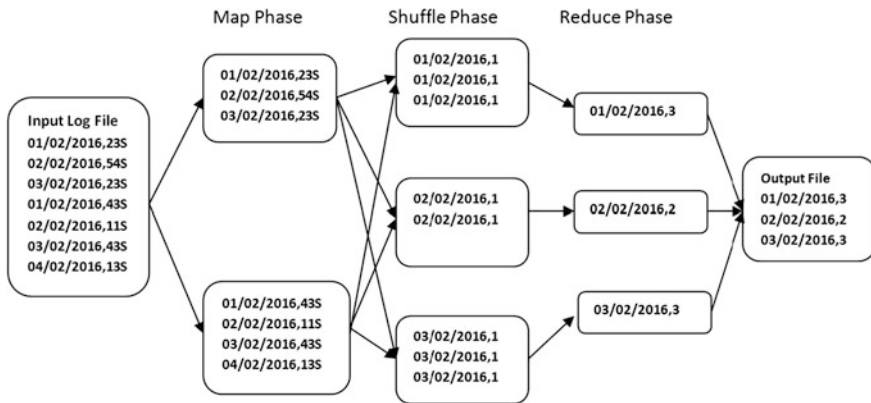 Map Phase
Shuffle Phase
Reduce Phase
Input Log File
01/02/2016,23S
02/02/2016,54S
03/02/2016,23S
01/02/2016,43S
02/02/2016,11S
03/02/2016,43S
04/02/2016,13S
01/02/2016,23S
02/02/2016,54S
03/02/2016,23S
01/02/2016,43S
02/02/2016,11S
03/02/2016,43S
04/02/2016,13S
01/02/2016,1
01/02/2016,1
01/02/2016,1
02/02/2016,1
02/02/2016,1
03/02/2016,1
03/02/2016,1
03/02/2016,1
01/02/2016,3
02/02/2016,2
03/02/2016,3
Output File
01/02/2016,3
02/02/2016,2
03/02/2016,3